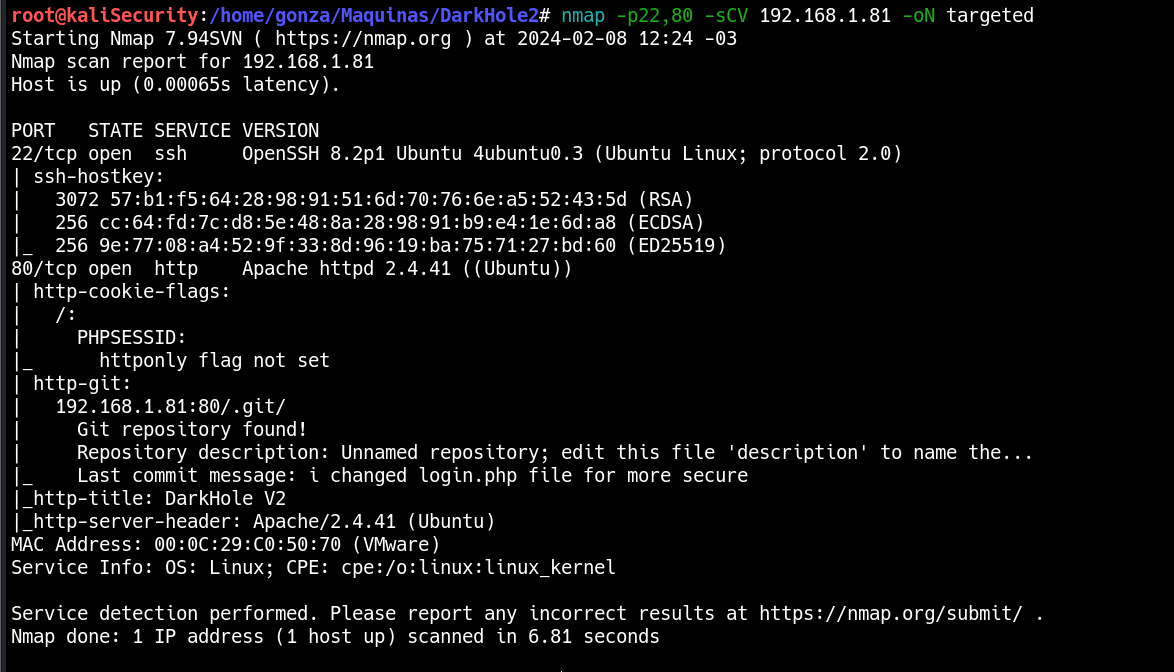 root@kaliSecurity:/home/gonza/Maquinas/DarkHole2# nmap -p22,80 -sCV 192.168.1.81 -oN targeted
Starting Nmap 7.94SVN ( https://nmap.org ) at 2024-02-08 12:24 -03
Nmap scan report for 192.168.1.81
Host is up (0.00065s latency).

PORT   STATE SERVICE VERSION
22/tcp open  ssh     OpenSSH 8.2p1 Ubuntu 4ubuntu0.3 (Ubuntu Linux; protocol 2.0)
| ssh-hostkey:
|   3072 57:b1:f5:64:28:98:91:51:6d:70:76:6e:a5:52:43:5d (RSA)
|   256 cc:64:fd:7c:d8:5e:48:8a:28:98:91:b9:e4:1e:6d:a8 (ECDSA)
|_  256 9e:77:08:a4:52:9f:33:8d:96:19:ba:75:71:27:bd:60 (ED25519)
80/tcp open  http    Apache httpd 2.4.41 ((Ubuntu))
| http-cookie-flags:
|   /:
|     PHPSESSID:
|_      httponly flag not set
| http-git:
|   192.168.1.81:80/.git/
|     Git repository found!
|     Repository description: Unnamed repository; edit this file 'description' to name the...
|_    Last commit message: i changed login.php file for more secure
|_http-title: DarkHole V2
|_http-server-header: Apache/2.4.41 (Ubuntu)
MAC Address: 00:0C:29:C0:50:70 (VMware)
Service Info: OS: Linux; CPE: cpe:/o:linux:linux_kernel

Service detection performed. Please report any incorrect results at https://nmap.org/submit/ .
Nmap done: 1 IP address (1 host up) scanned in 6.81 seconds